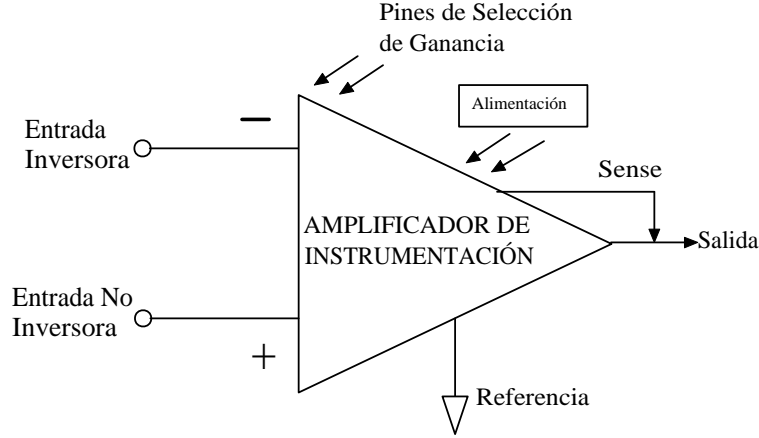 Pines de Selección
de Ganancia
Alimentación
−
Entrada
Inversora
Sense
AMPLIFICADOR DE
INSTRUMENTACIÓN
Salida
Entrada No
Inversora
+
Referencia